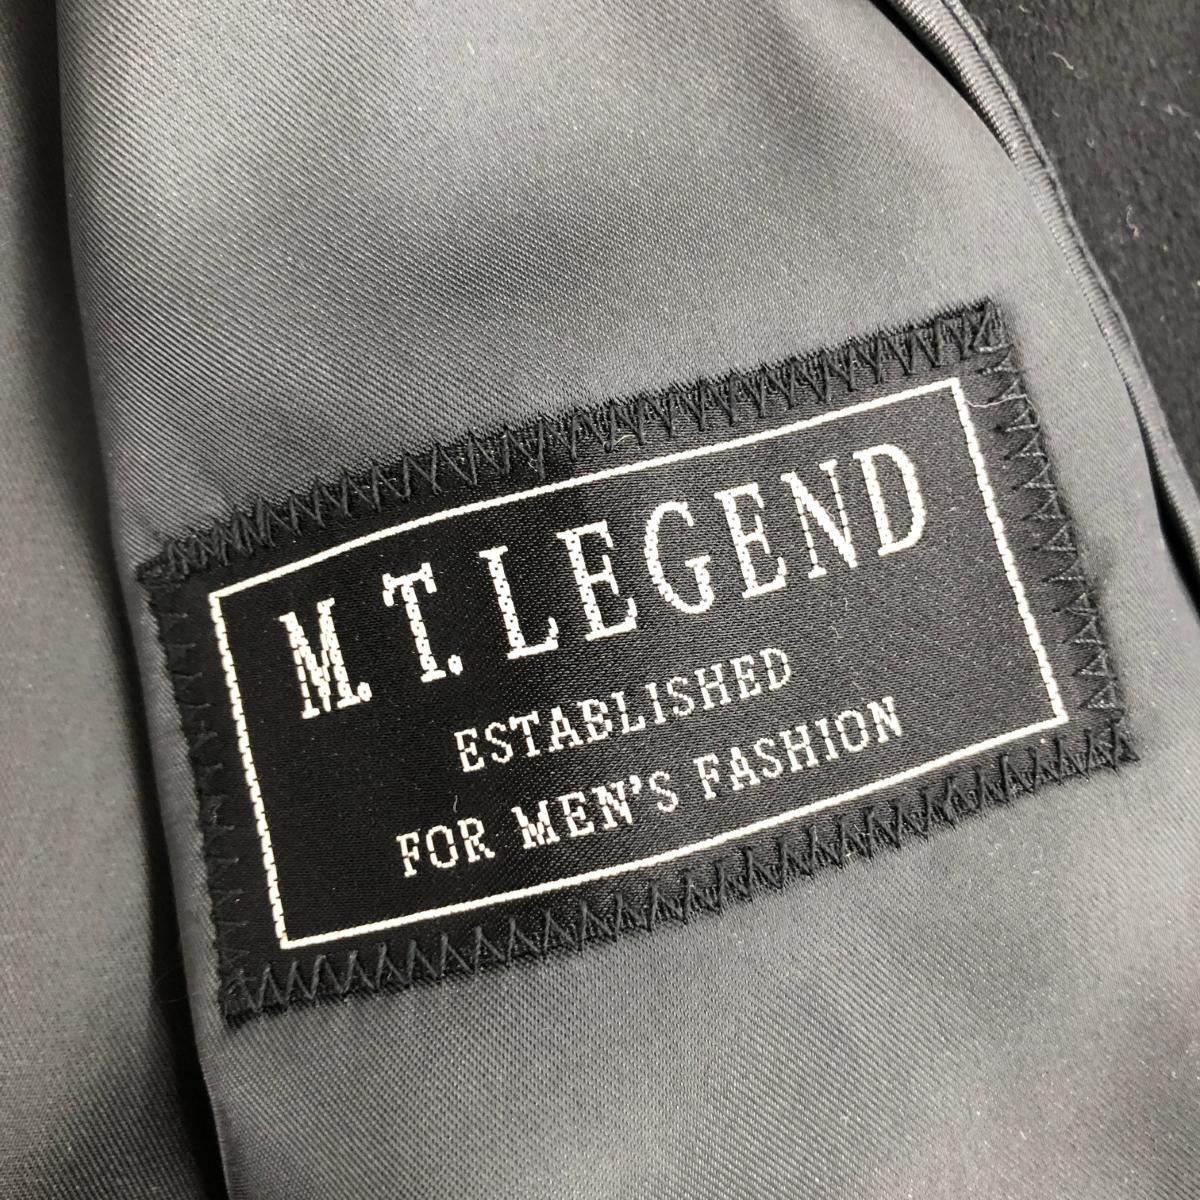 M.T.LEGEND
ESTABLISHED
FOR MEN'S FASHION